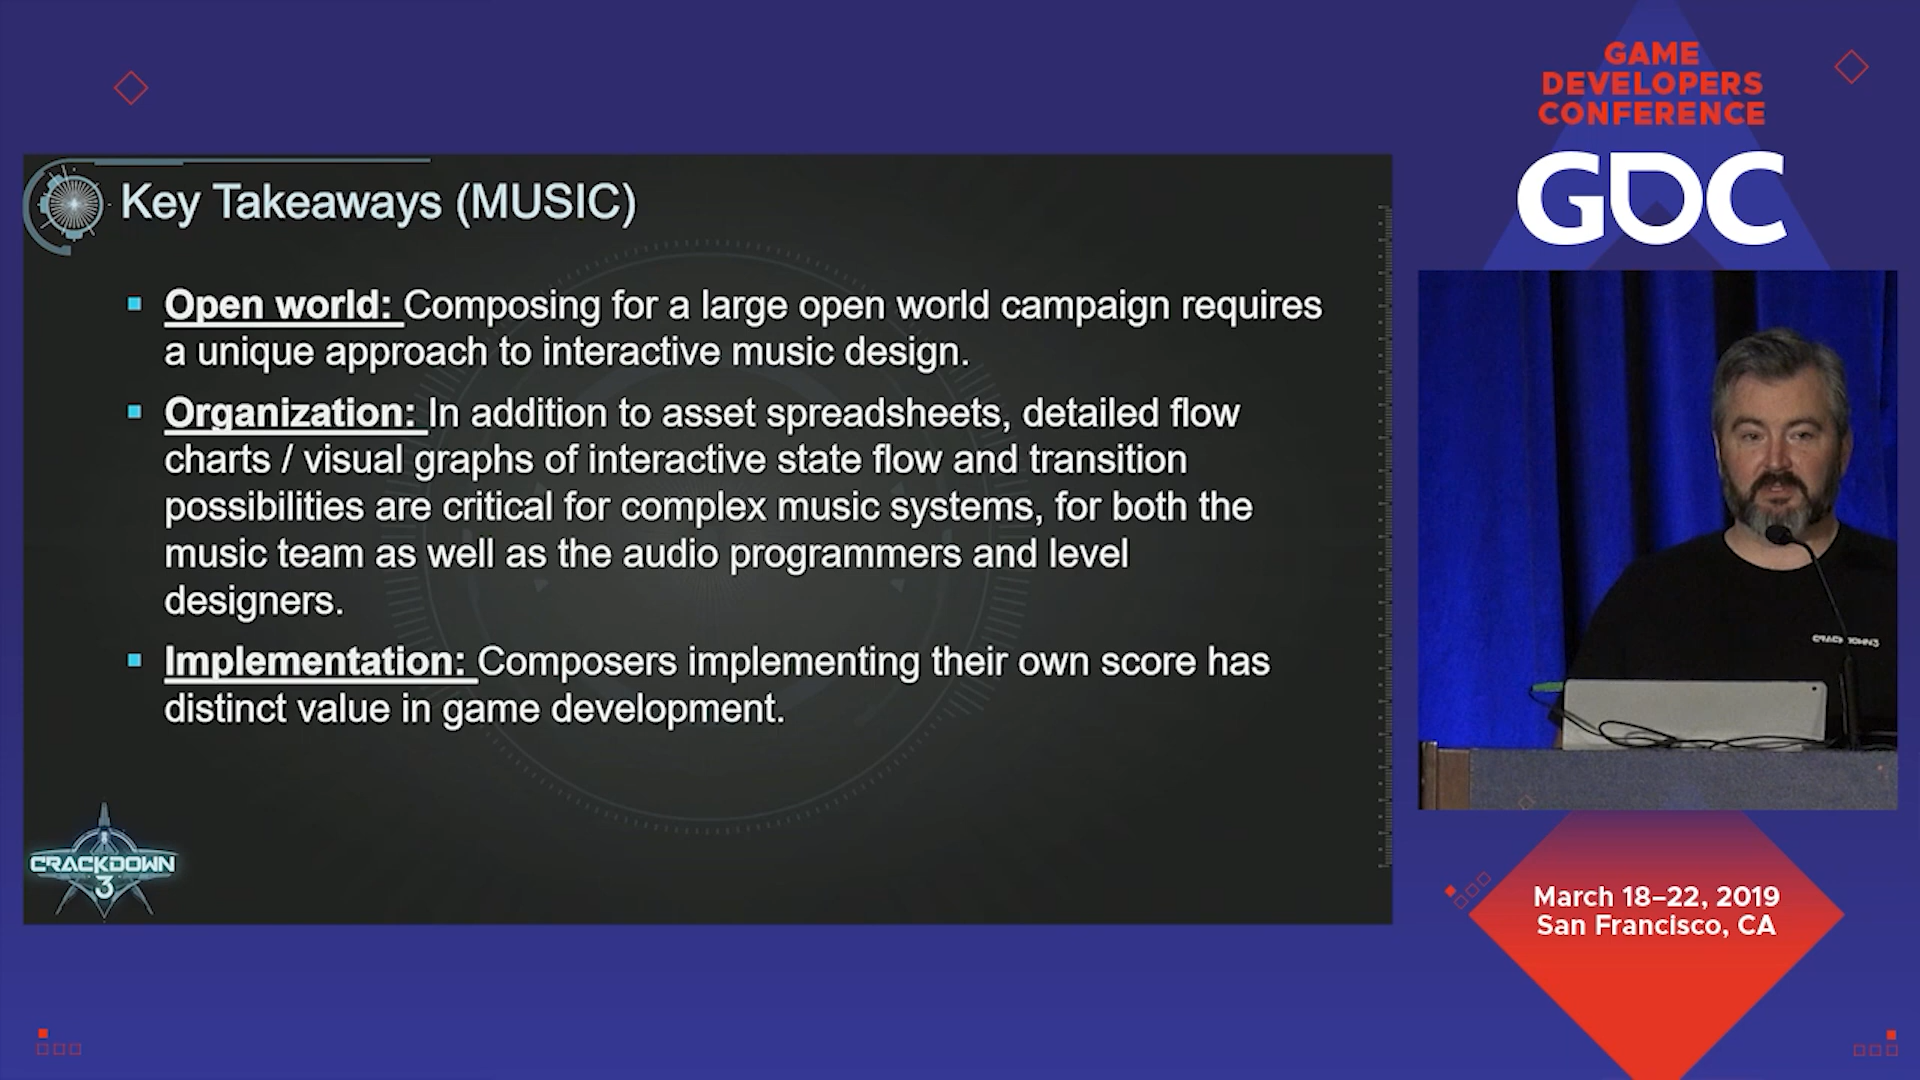 GAME
DEVELOPERS
CONFERENCE
GDC
Key Takeaways (MUSIC)
Open world: Composing for a large open world campaign requires
a unique approach to interactive music design.
Organization: In addition to asset spreadsheets, detailed flow
charts / visual graphs of interactive state flow and transition
possibilities are critical for complex music systems, for both the
music team as well as the audio programmers and level
designers.
Implementation: Composers implementing their own score has
distinct value in game development.
CRACKDOWN
3
CRACKDOWN3
March 18–22, 2019
San Francisco, CA